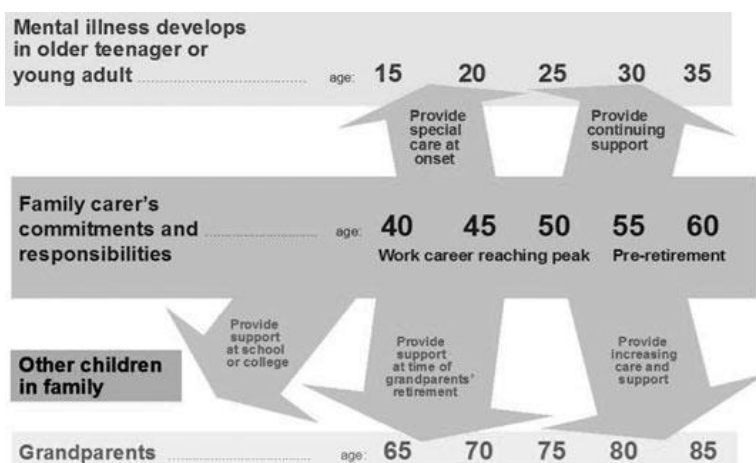 Mental illness develops
in older teenager or
young adult ........................................ age: 15 20 25 30 35
Provide
special
care at
onset
Provide
continuing
support
Family carer's
commitments and
responsibilities ........................................ age: 40 45 50 55 60
Work career reaching peak Pre-retirement
Provide
support
at school
or college
Provide
support
at time of
grandparents'
retirement
Provide
increasing
care and
support
Other children
in family
Grandparents ........................................ age: 65 70 75 80 85